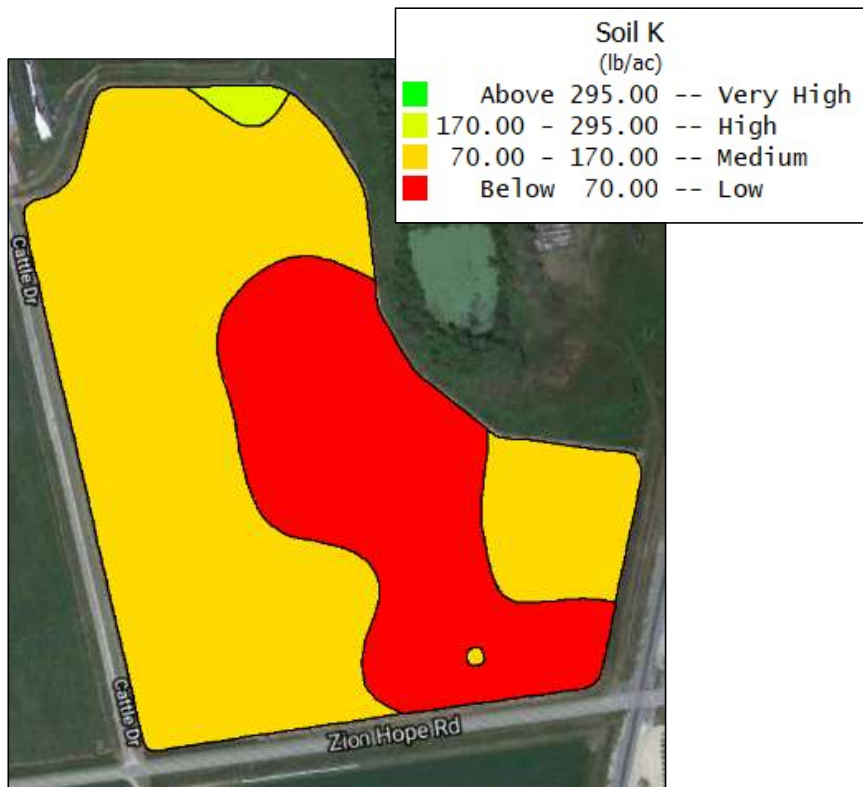 Soil K
(lb/ac)
Above 295.00 -- Very High
170.00 - 295.00 -- High
70.00 - 170.00 -- Medium
Below 70.00 -- Low
Cattle Dr
Cattle Dr
Zion Hope Rd